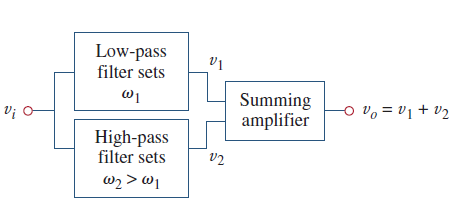 Low-pass
filter sets
ω1
v1
vi
Summing
amplifier
vo = v1 + v2
High-pass
filter sets
ω2 > ω1
v2